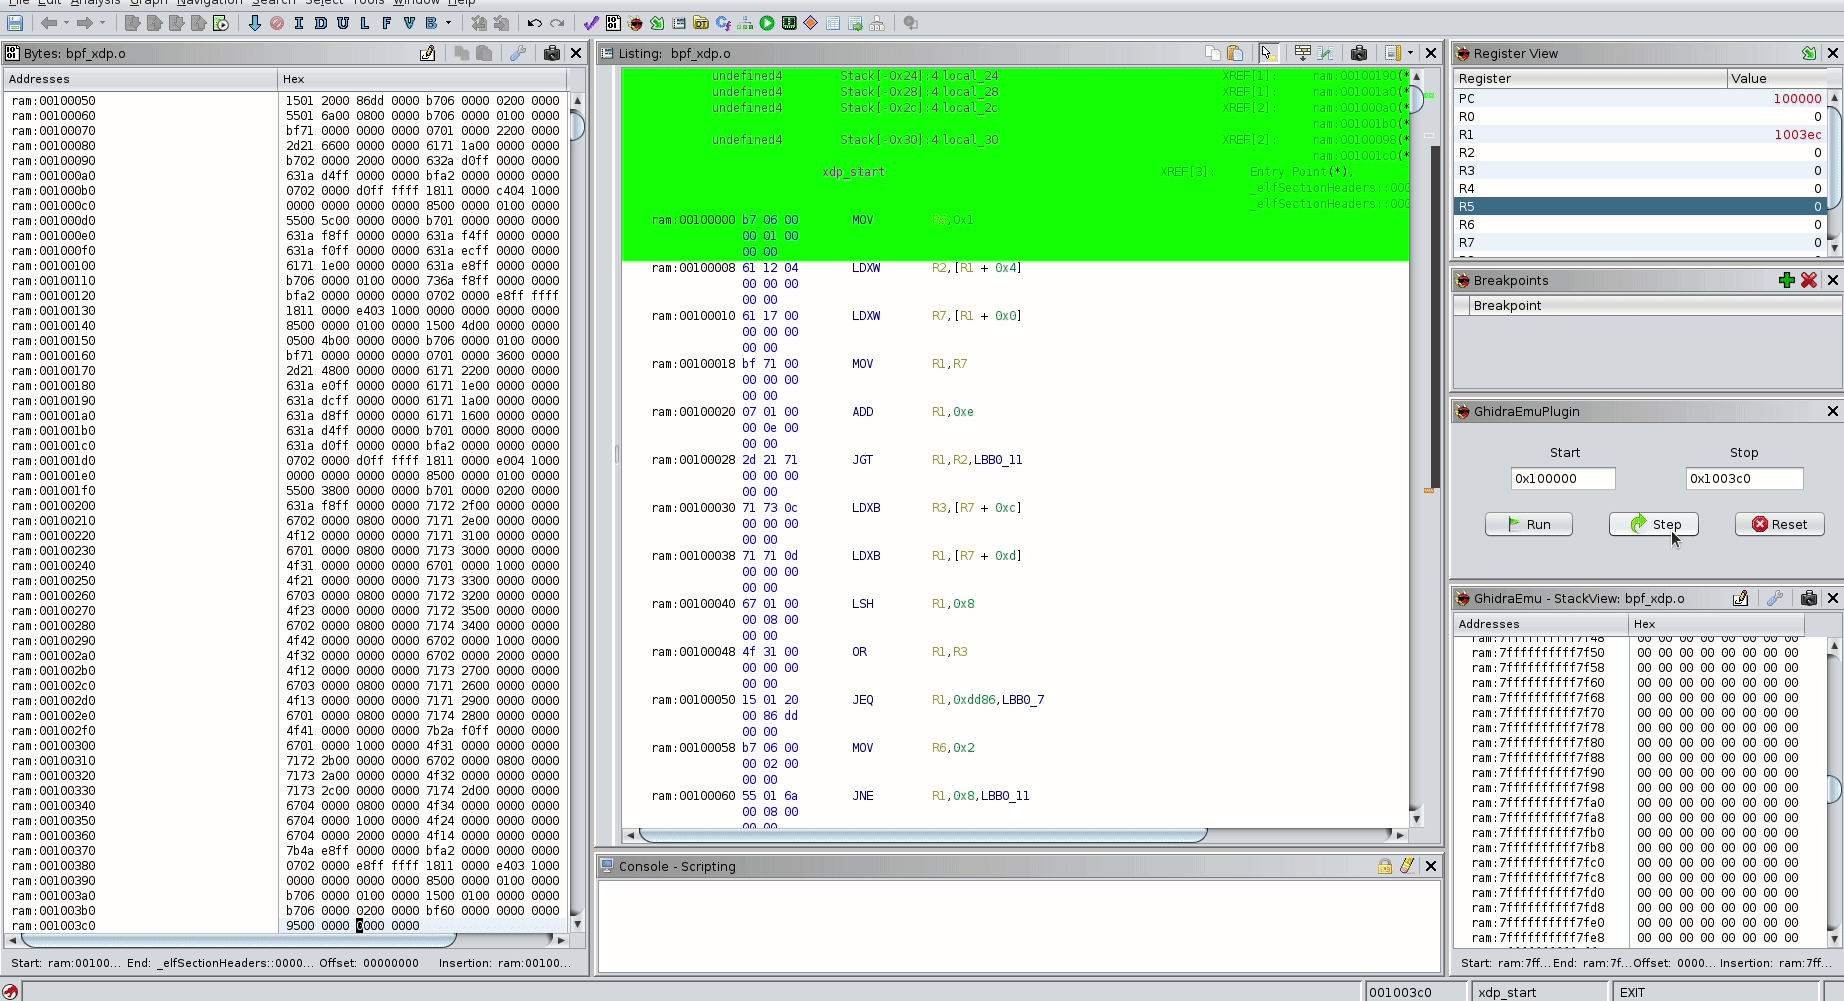 File Edit Analysis Graph Navigation Search Select Tools Window Help
I D U L F V B
Bytes: bpf_xdp.o
Addresses Hex
ram:00100050 1501 2000 86dd 0000 b706 0000 0200 0000
ram:00100060 5501 6a00 0800 0000 b706 0000 0100 0000
ram:00100070 bf71 0000 0000 0000 0701 0000 2200 0000
ram:00100080 2d21 6600 0000 0000 6171 1a00 0000 0000
ram:00100090 b702 0000 2000 0000 632a d0ff 0000 0000
ram:001000a0 631a d4ff 0000 0000 bfa2 0000 0000 0000
ram:001000b0 0702 0000 d0ff ffff 1811 0000 c404 1000
ram:001000c0 0000 0000 0000 0000 8500 0000 0100 0000
ram:001000d0 5500 5c00 0000 0000 b701 0000 0000 0000
ram:001000e0 631a f8ff 0000 0000 631a f4ff 0000 0000
ram:001000f0 631a f0ff 0000 0000 631a ecff 0000 0000
ram:00100100 6171 1e00 0000 0000 631a e8ff 0000 0000
ram:00100110 b706 0000 0100 0000 736a f8ff 0000 0000
ram:00100120 bfa2 0000 0000 0000 0702 0000 e8ff ffff
ram:00100130 1811 0000 e403 1000 0000 0000 0000 0000
ram:00100140 8500 0000 0100 0000 1500 4d00 0000 0000
ram:00100150 0500 4b00 0000 0000 b706 0000 0100 0000
ram:00100160 bf71 0000 0000 0000 0701 0000 3600 0000
ram:00100170 2d21 4800 0000 0000 6171 2200 0000 0000
ram:00100180 631a e0ff 0000 0000 6171 1e00 0000 0000
ram:00100190 631a dcff 0000 0000 6171 1a00 0000 0000
ram:001001a0 631a d8ff 0000 0000 6171 1600 0000 0000
ram:001001b0 631a d4ff 0000 0000 b701 0000 8000 0000
ram:001001c0 631a d0ff 0000 0000 bfa2 0000 0000 0000
ram:001001d0 0702 0000 d0ff ffff 1811 0000 e004 1000
ram:001001e0 0000 0000 0000 0000 8500 0000 0100 0000
ram:001001f0 5500 3800 0000 0000 b701 0000 0200 0000
ram:00100200 631a f8ff 0000 0000 7172 2f00 0000 0000
ram:00100210 6702 0000 0800 0000 7171 2e00 0000 0000
ram:00100220 4f12 0000 0000 0000 7171 3100 0000 0000
ram:00100230 6701 0000 0800 0000 7173 3000 0000 0000
ram:00100240 4f31 0000 0000 0000 6701 0000 1000 0000
ram:00100250 4f21 0000 0000 0000 7173 3300 0000 0000
ram:00100260 6703 0000 0800 0000 7172 3200 0000 0000
ram:00100270 4f23 0000 0000 0000 7172 3500 0000 0000
ram:00100280 6702 0000 0800 0000 7174 3400 0000 0000
ram:00100290 4f42 0000 0000 0000 6702 0000 1000 0000
ram:001002a0 4f32 0000 0000 0000 6702 0000 2000 0000
ram:001002b0 4f12 0000 0000 0000 7173 2700 0000 0000
ram:001002c0 6703 0000 0800 0000 7171 2600 0000 0000
ram:001002d0 4f13 0000 0000 0000 7171 2900 0000 0000
ram:001002e0 6701 0000 0800 0000 7174 2800 0000 0000
ram:001002f0 4f41 0000 0000 0000 7b2a f0ff 0000 0000
ram:00100300 6701 0000 1000 0000 4f31 0000 0000 0000
ram:00100310 7172 2b00 0000 0000 6702 0000 0800 0000
ram:00100320 7173 2a00 0000 0000 4f32 0000 0000 0000
ram:00100330 7173 2c00 0000 0000 7174 2d00 0000 0000
ram:00100340 6704 0000 0800 0000 4f34 0000 0000 0000
ram:00100350 6704 0000 1000 0000 4f24 0000 0000 0000
ram:00100360 6704 0000 2000 0000 4f14 0000 0000 0000
ram:00100370 7b4a e8ff 0000 0000 bfa2 0000 0000 0000
ram:00100380 0702 0000 e8ff ffff 1811 0000 e403 1000
ram:00100390 0000 0000 0000 0000 8500 0000 0100 0000
ram:001003a0 b706 0000 0100 0000 1500 0100 0000 0000
ram:001003b0 b706 0000 0200 0000 bf60 0000 0000 0000
ram:001003c0 9500 0000 0000 0000
Start: ram:00100... End: _elfSectionHeaders::0000... Offset: 00000000 Insertion: ram:00100...
Listing: bpf_xdp.o
undefined4 Stack[-0x24]:4 local_24 XREF[1]: ram:00100190(*
undefined4 Stack[-0x28]:4 local_28 XREF[1]: ram:001001a0(*
undefined4 Stack[-0x2c]:4 local_2c XREF[2]: ram:001000a0(*
ram:001001b0(*
undefined4 Stack[-0x30]:4 local_30 XREF[2]: ram:00100098(*
ram:001001c0(*
xdp_start XREF[3]: Entry Point(*),
_elfSectionHeaders::000
_elfSectionHeaders::000
ram:00100000 b7 06 00 MOV R6,0x1
00 01 00
00 00
ram:00100008 61 12 04 LDXW R2,[R1 + 0x4]
00 00 00
00 00
ram:00100010 61 17 00 LDXW R7,[R1 + 0x0]
00 00 00
00 00
ram:00100018 bf 71 00 MOV R1,R7
00 00 00
00 00
ram:00100020 07 01 00 ADD R1,0xe
00 0e 00
00 00
ram:00100028 2d 21 71 JGT R1,R2,LBB0_11
00 00 00
00 00
ram:00100030 71 73 0c LDXB R3,[R7 + 0xc]
00 00 00
00 00
ram:00100038 71 71 0d LDXB R1,[R7 + 0xd]
00 00 00
00 00
ram:00100040 67 01 00 LSH R1,0x8
00 08 00
00 00
ram:00100048 4f 31 00 OR R1,R3
00 00 00
00 00
ram:00100050 15 01 20 JEQ R1,0xdd86,LBB0_7
00 86 dd
00 00
ram:00100058 b7 06 00 MOV R6,0x2
00 02 00
00 00
ram:00100060 55 01 6a JNE R1,0x8,LBB0_11
00 08 00
00 00
Console - Scripting
Register View
Register Value
PC 100000
R0 0
R1 1003ec
R2 0
R3 0
R4 0
R5 0
R6 0
R7 0
Breakpoints
Breakpoint
GhidraEmuPlugin
Start Stop
0x100000 0x1003c0
Run Step Reset
GhidraEmu - StackView: bpf_xdp.o
Addresses Hex
ram:7fffffffff7f48 00 00 00 00 00 00 00 00
ram:7fffffffff7f50 00 00 00 00 00 00 00 00
ram:7fffffffff7f58 00 00 00 00 00 00 00 00
ram:7fffffffff7f60 00 00 00 00 00 00 00 00
ram:7fffffffff7f68 00 00 00 00 00 00 00 00
ram:7fffffffff7f70 00 00 00 00 00 00 00 00
ram:7fffffffff7f78 00 00 00 00 00 00 00 00
ram:7fffffffff7f80 00 00 00 00 00 00 00 00
ram:7fffffffff7f88 00 00 00 00 00 00 00 00
ram:7fffffffff7f90 00 00 00 00 00 00 00 00
ram:7fffffffff7f98 00 00 00 00 00 00 00 00
ram:7fffffffff7fa0 00 00 00 00 00 00 00 00
ram:7fffffffff7fa8 00 00 00 00 00 00 00 00
ram:7fffffffff7fb0 00 00 00 00 00 00 00 00
ram:7fffffffff7fb8 00 00 00 00 00 00 00 00
ram:7fffffffff7fc0 00 00 00 00 00 00 00 00
ram:7fffffffff7fc8 00 00 00 00 00 00 00 00
ram:7fffffffff7fd0 00 00 00 00 00 00 00 00
ram:7fffffffff7fd8 00 00 00 00 00 00 00 00
ram:7fffffffff7fe0 00 00 00 00 00 00 00 00
ram:7fffffffff7fe8 00 00 00 00 00 00 00 00
Start: ram:7ff... End: ram:7f... Offset: 0000... Insertion: ram:7ff...
001003c0 xdp_start EXIT